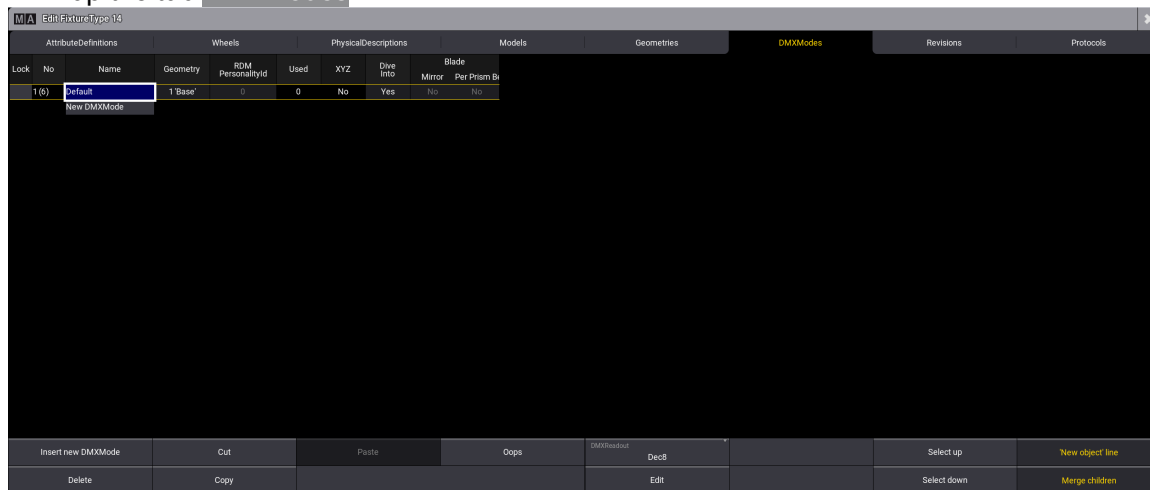 MA Edit FixtureType 14
AttributeDefinitions Wheels PhysicalDescriptions Models Geometries DMXModes Revisions Protocols
Lock No Name Geometry RDM PersonalityId Used XYZ Dive Into Blade
Mirror Per Prism Be
1 (6) Default 1 'Base' 0 0 No Yes No No
New DMXMode
DMXReadout
Insert new DMXMode Cut Paste Oops Dec8 Select up 'New object' line
Delete Copy Edit Select down Merge children